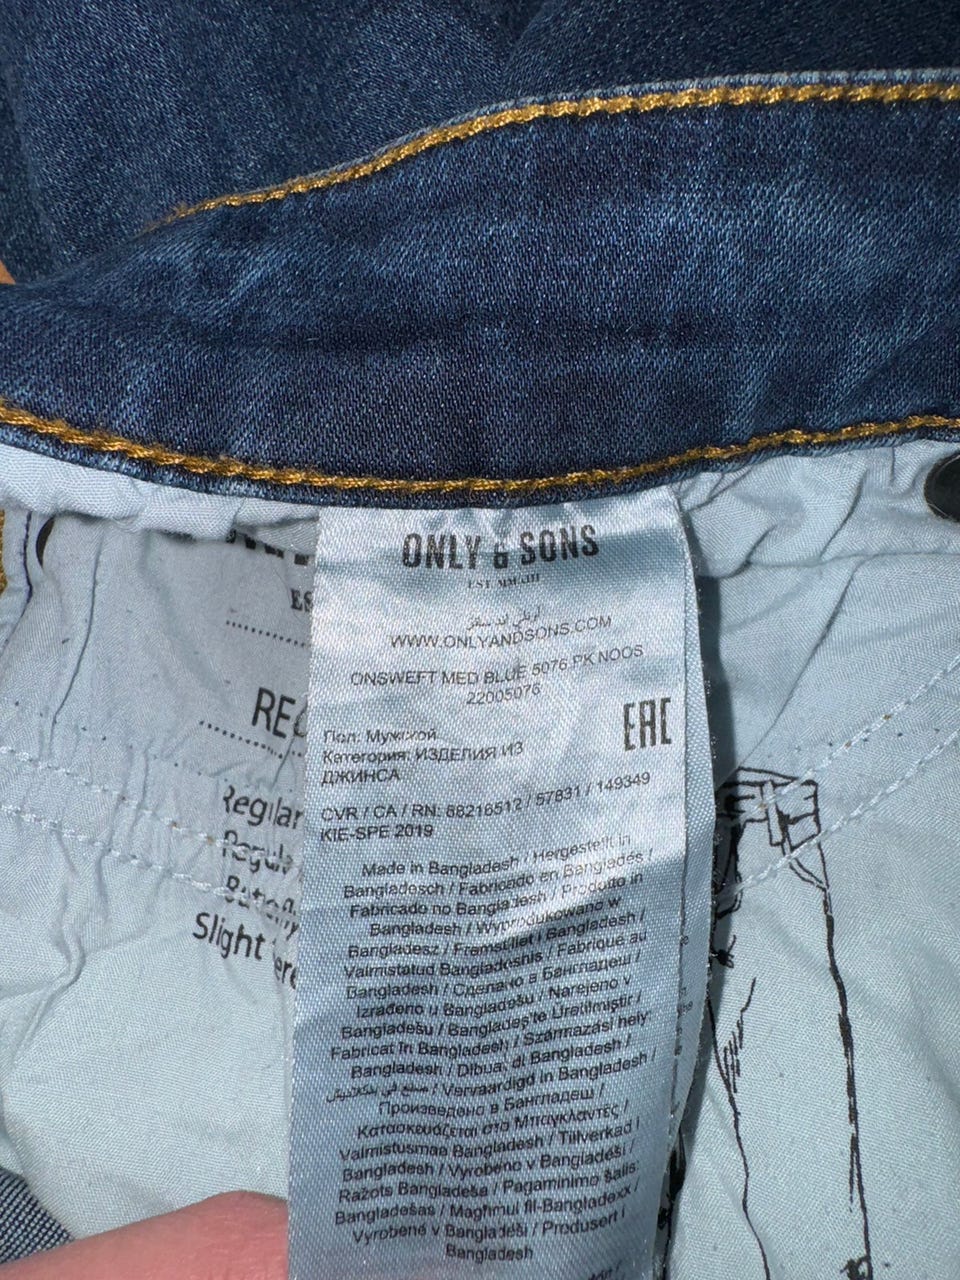 ONLY & SONS
EST. MMXIII
WWW.ONLYANDSONS.COM
ONSWEFT MED BLUE 5076 PK NOOS
22005076
EAC
Пол: Мужской
Категория: ИЗДЕЛИЯ ИЗ
ДЖИНСА
CVR / CA / RN: 88216512 / 57831 / 149349
KIE-SPE 2019
Made in Bangladesh / Hergestellt in
Bangladesch / Fabricado en Bangladés /
Fabricado no Bangladesh / Prodotto in
Bangladesh / Wyprodukowano w
Bangladesz / Fremstillet i Bangladesh /
Valmistatud Bangladeshis / Fabriqué au
Bangladesh / Сделано в Бангладеш /
Izrađeno u Bangladešu / Narejeno v
Bangladešu / Bangladeş'te Üretilmiştir /
Fabricat în Bangladesh / Származási hely:
Bangladesh / Dibuat di Bangladesh /
صنع في بنغلاديش / Vervaardigd in Bangladesh /
Произведено в Бангладеш /
Κατασκευάζεται στο Μπαγκλαντές /
Valmistusmaa Bangladesh / Tillverkad i
Bangladesh / Vyrobeno v Bangladéši /
Ražots Bangladeša / Pagaminimo šalis:
Bangladešas / Magħmul fil-Bangladexx /
Vyrobené v Bangladéši / Produsert i
Bangladesh
Regular
Slight